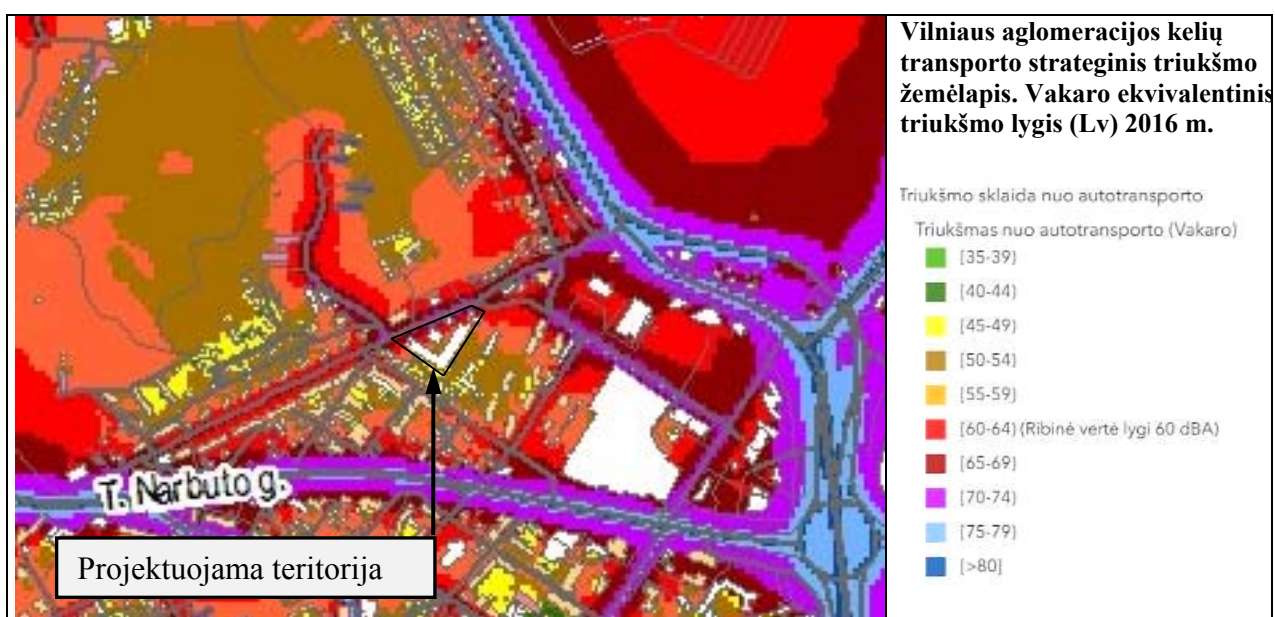 Vilniaus aglomeracijos kelių
transporto strateginis triukšmo
žemėlapis. Vakaro ekvivalentinis
triukšmo lygis (Lv) 2016 m.
Triukšmo sklaida nuo autotransporto
Triukšmas nuo autotransporto (Vakaro)
[35-39)
[40-44)
[45-49)
[50-54)
[55-59)
[60-64) (Ribinė vertė lygi 60 dBA)
[65-69)
[70-74)
[75-79)
[>80]
T. Narbuto g.
Projektuojama teritorija